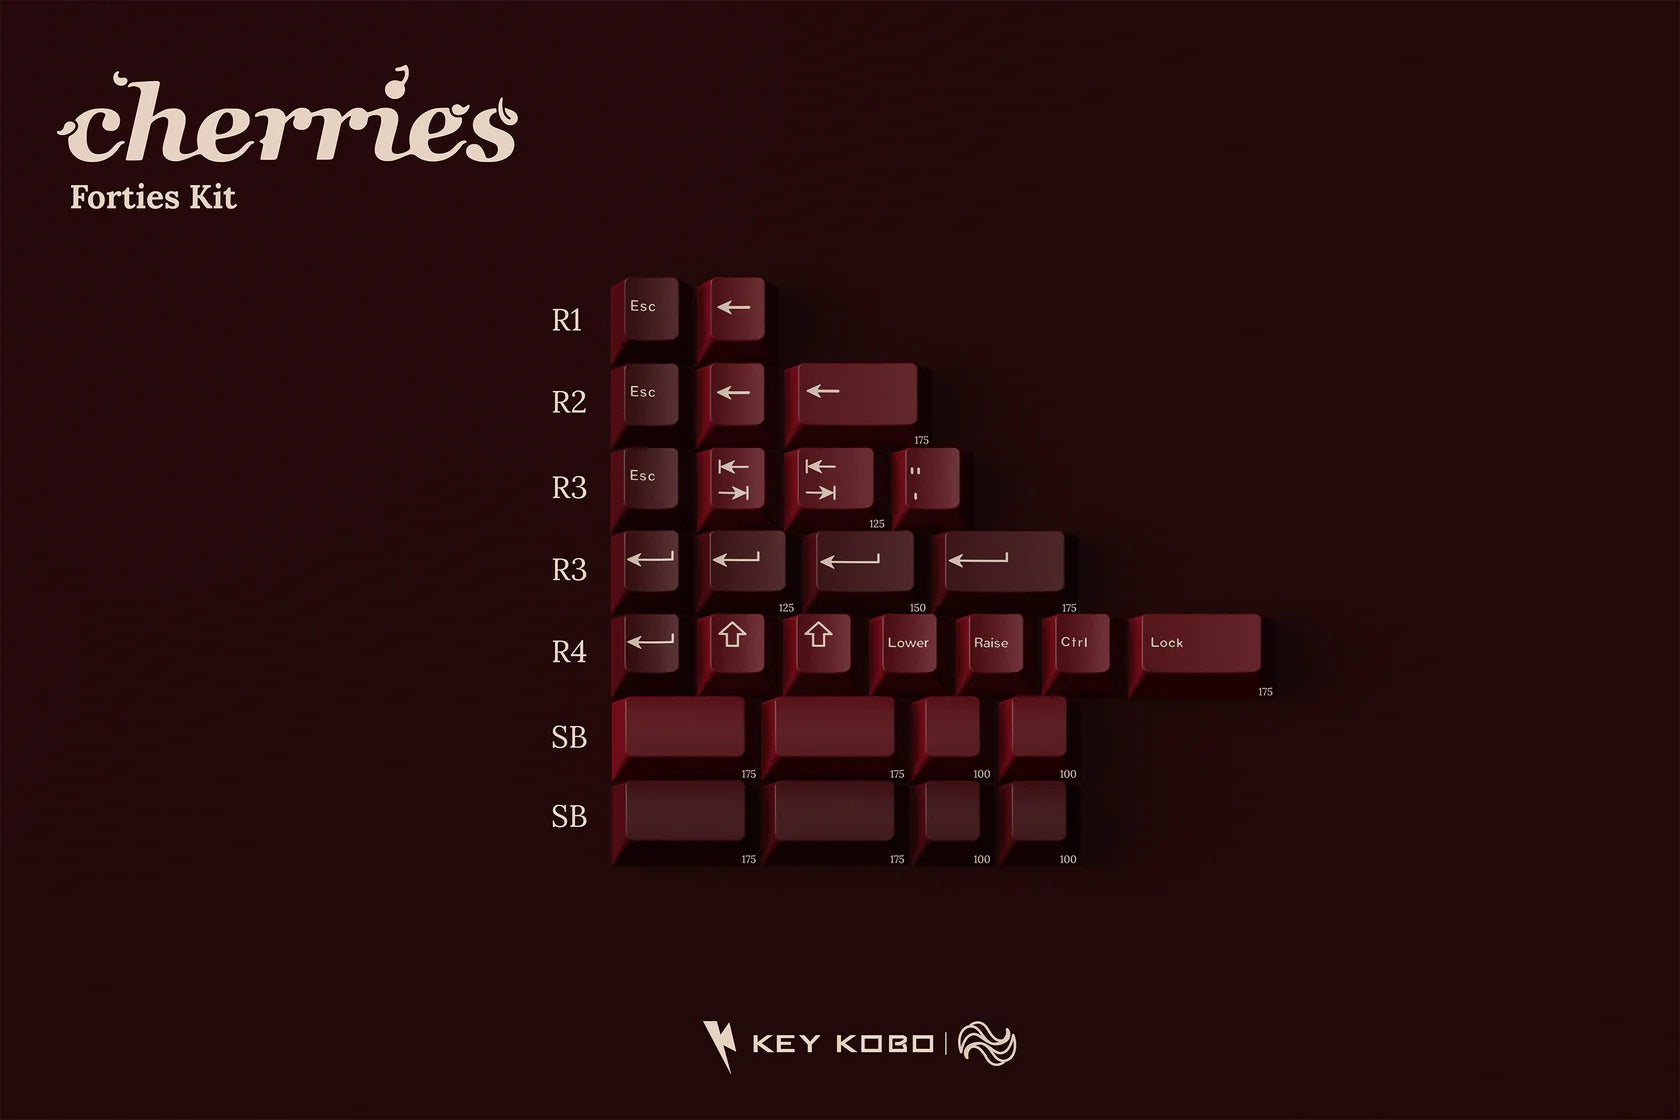 cherries
Forties Kit
R1 Esc ←
R2 Esc ← ←
175
R3 Esc " '
125
R3
125 150 175
R4 Lower Raise Ctrl Lock
175
SB
175 175 100 100
SB
175 175 100 100
KEY KOBO